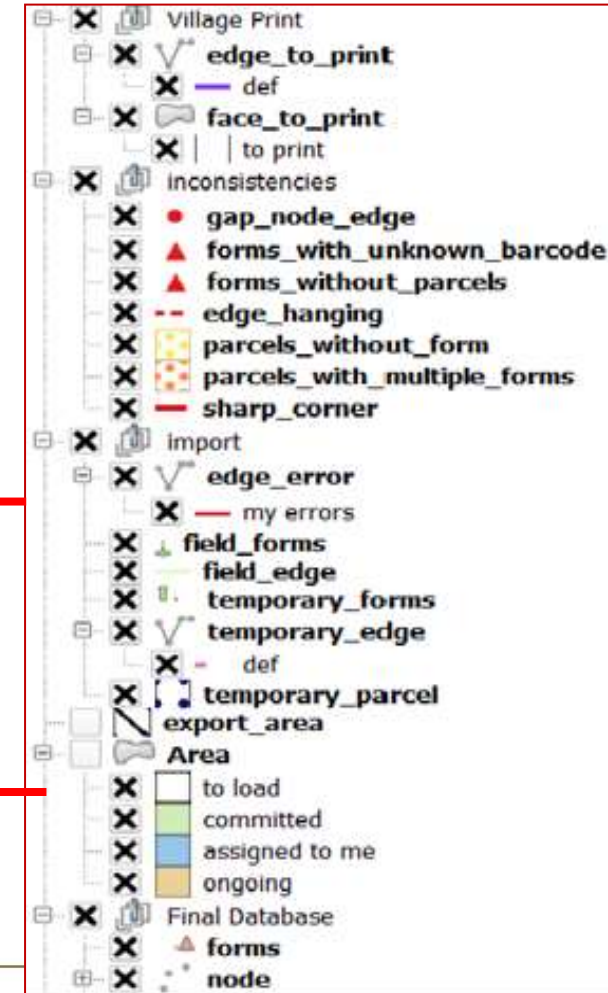 Village Print
edge_to_print
def
face_to_print
to print
inconsistencies
gap_node_edge
forms_with_unknown_barcode
forms_without_parcels
edge_hanging
parcels_without_form
parcels_with_multiple_forms
sharp_corner
import
edge_error
my errors
field_forms
field_edge
temporary_forms
temporary_edge
def
temporary_parcel
export_area
Area
to load
committed
assigned to me
ongoing
Final Database
forms
node